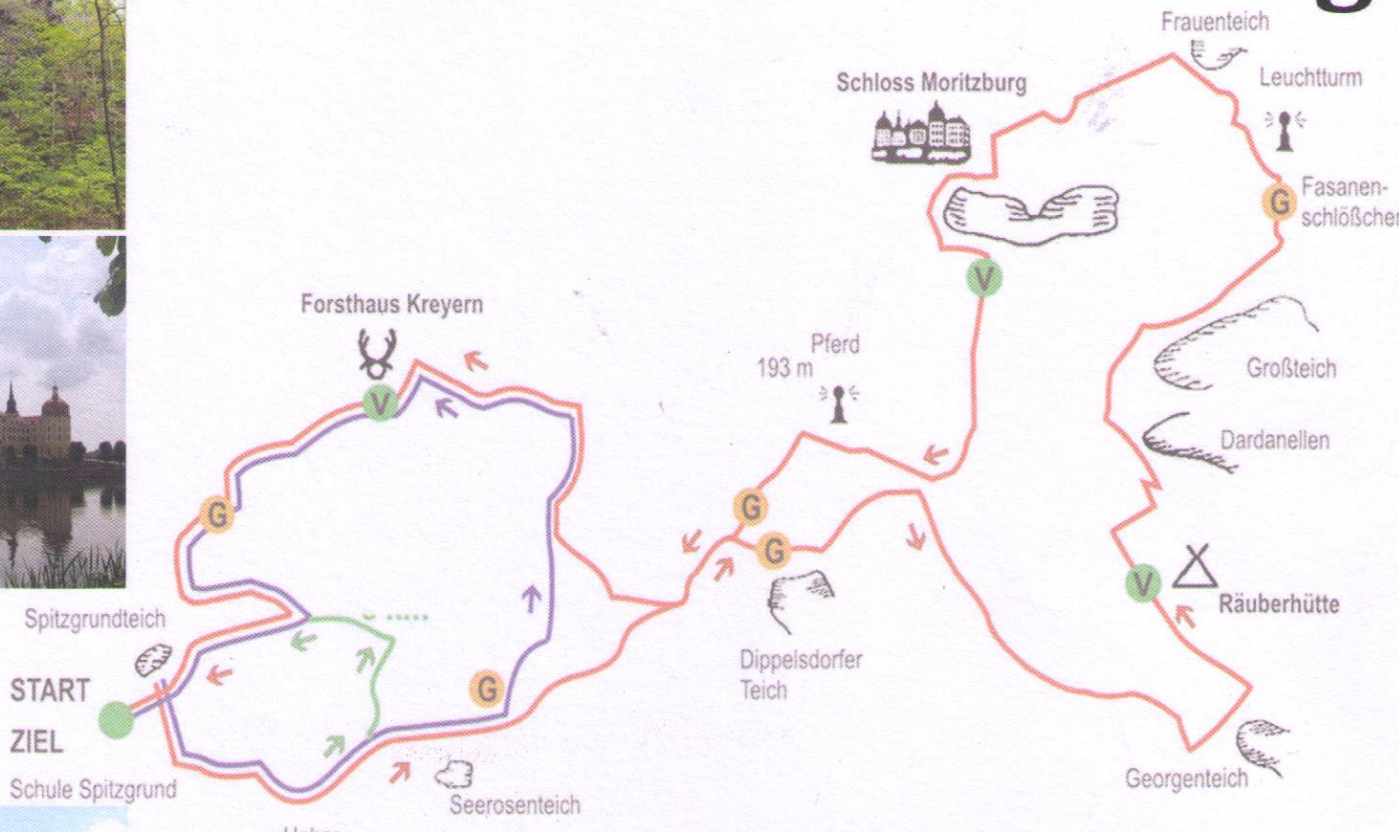 Frauenteich
Schloss Moritzburg
Leuchtturm
G
Fasanen-
schlößchen
V
Forsthaus Kreyern
Pferd
193 m
Großteich
V
Dardanellen
G
G
G
V
Räuberhütte
Spitzgrundteich
Dippelsdorfer
Teich
G
START
ZIEL
Georgenteich
Schule Spitzgrund
Seerosenteich